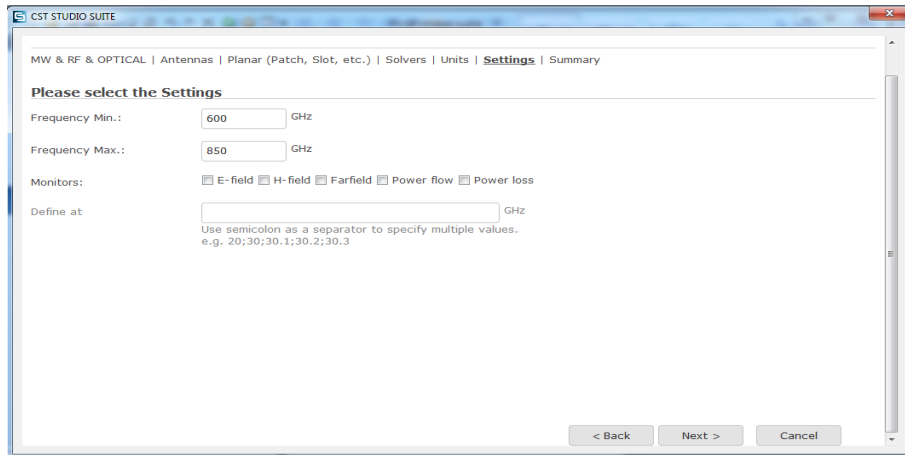 CST STUDIO SUITE
MW & RF & OPTICAL | Antennas | Planar (Patch, Slot, etc.) | Solvers | Units | Settings | Summary
Please select the Settings
Frequency Min.: 600 GHz
Frequency Max.: 850 GHz
Monitors: E-field H-field Farfield Power flow Power loss
Define at GHz
Use semicolon as a separator to specify multiple values.
e.g. 20;30;30.1;30.2;30.3
< Back Next > Cancel